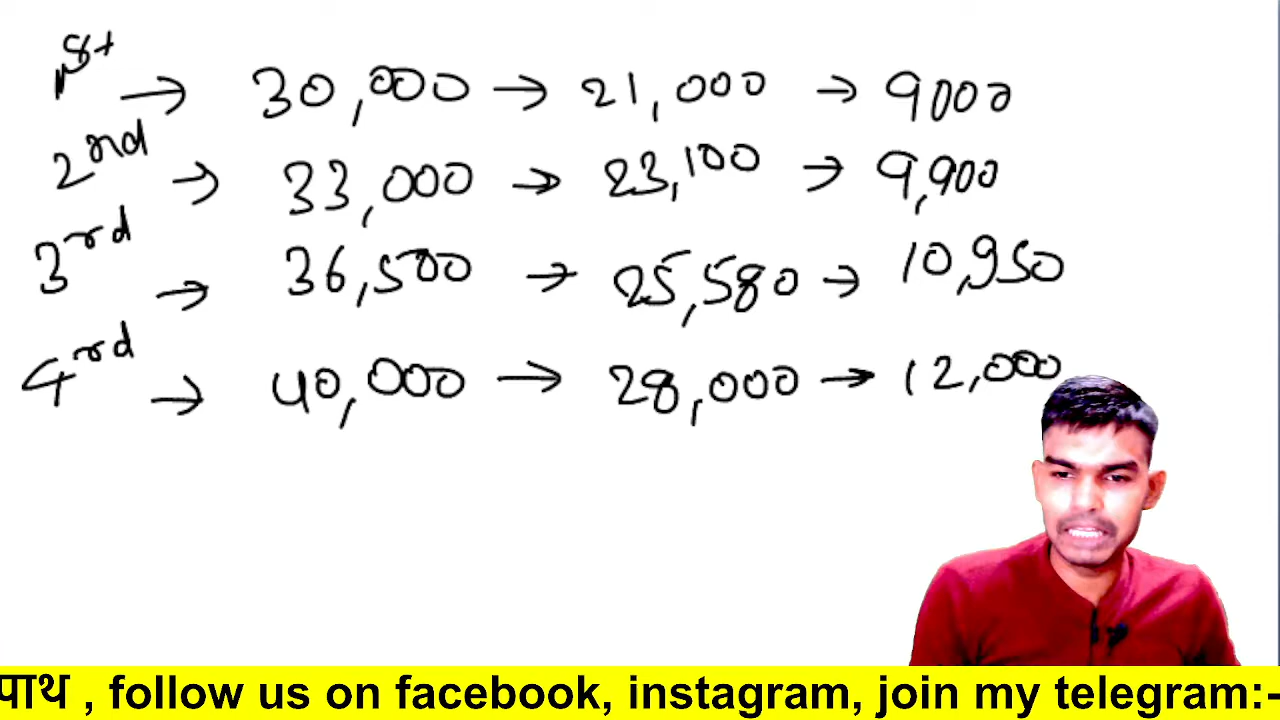 1st → 30,000 → 21,000 → 9000
2nd → 33,000 → 23,100 → 9,900
3rd → 36,500 → 25,580 → 10,950
4rd → 40,000 → 28,000 → 12,000
पाथ , follow us on facebook, instagram, join my telegram:-